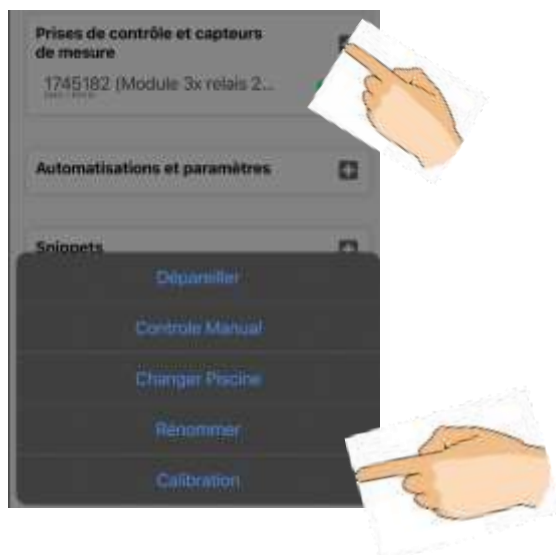 Prises de contrôle et capteurs
de mesure
1745182 (Module 3x relais 2...
Automatisations et paramètres
Snippets
Dépareiller
Controle Manual
Changer Piscine
Rénommer
Calibration